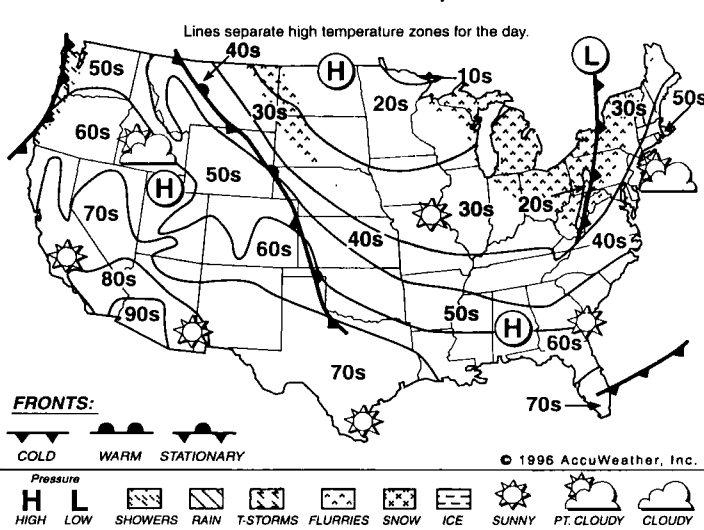 Lines separate high temperature zones for the day.
40s
50s
H
10s
L
30s
20s
30s
50s
60s
50s
H
70s
30s
20s
60s
40s
40s
80s
90s
50s
H
60s
70s
70s
FRONTS:
COLD WARM STATIONARY
© 1996 AccuWeather, Inc.
Pressure
H L
HIGH LOW SHOWERS RAIN T-STORMS FLURRIES SNOW ICE SUNNY PT. CLOUDY CLOUDY